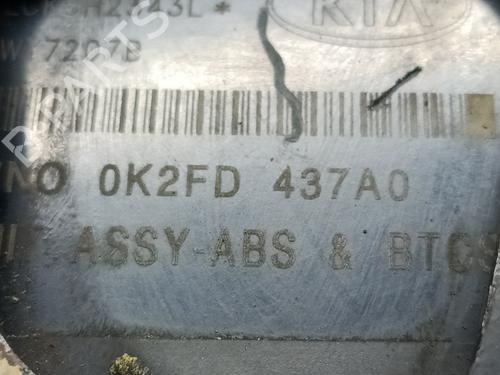 KIA
7207B
NO 0K2FD 437A0
ASSY-ABS & BTCS